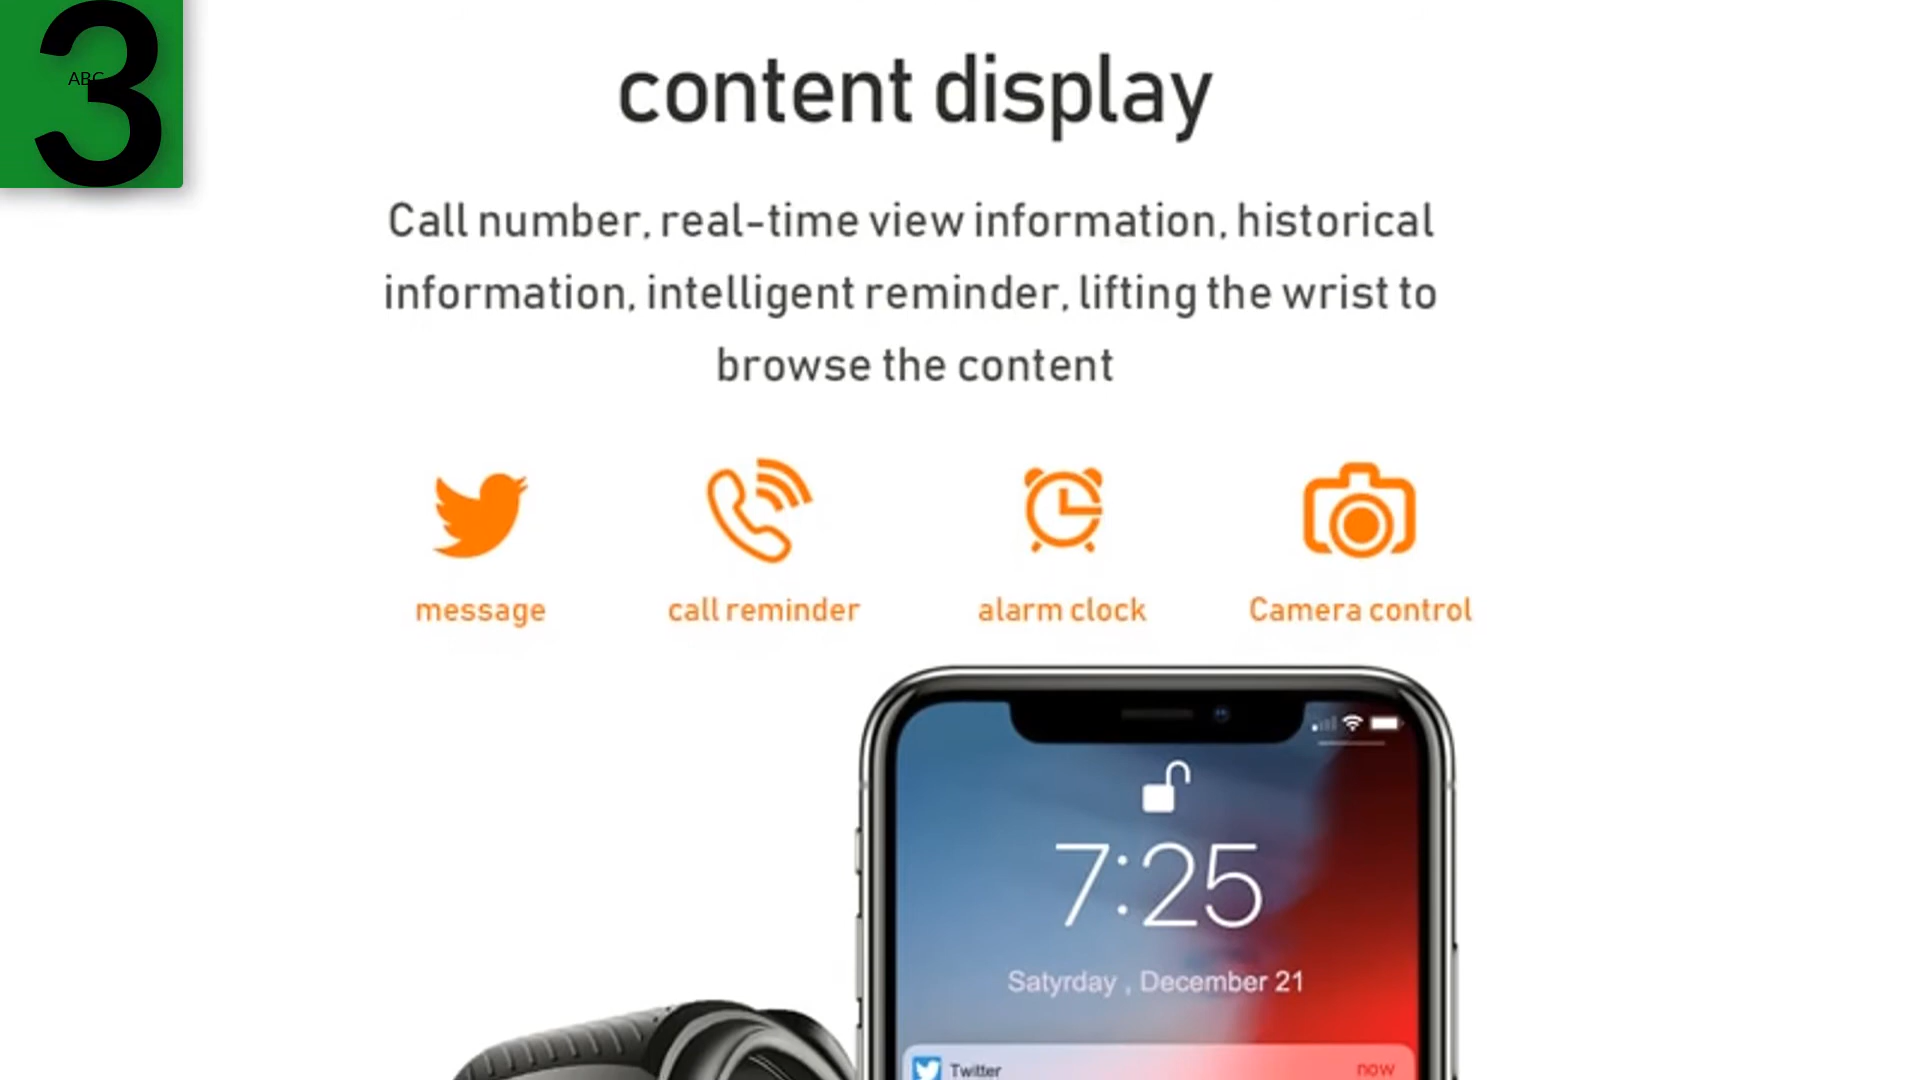 3
ABC
content display
Call number, real-time view information, historical
information, intelligent reminder, lifting the wrist to
browse the content
message
call reminder
alarm clock
Camera control
7:25
Satyrday , December 21
Twitter
now